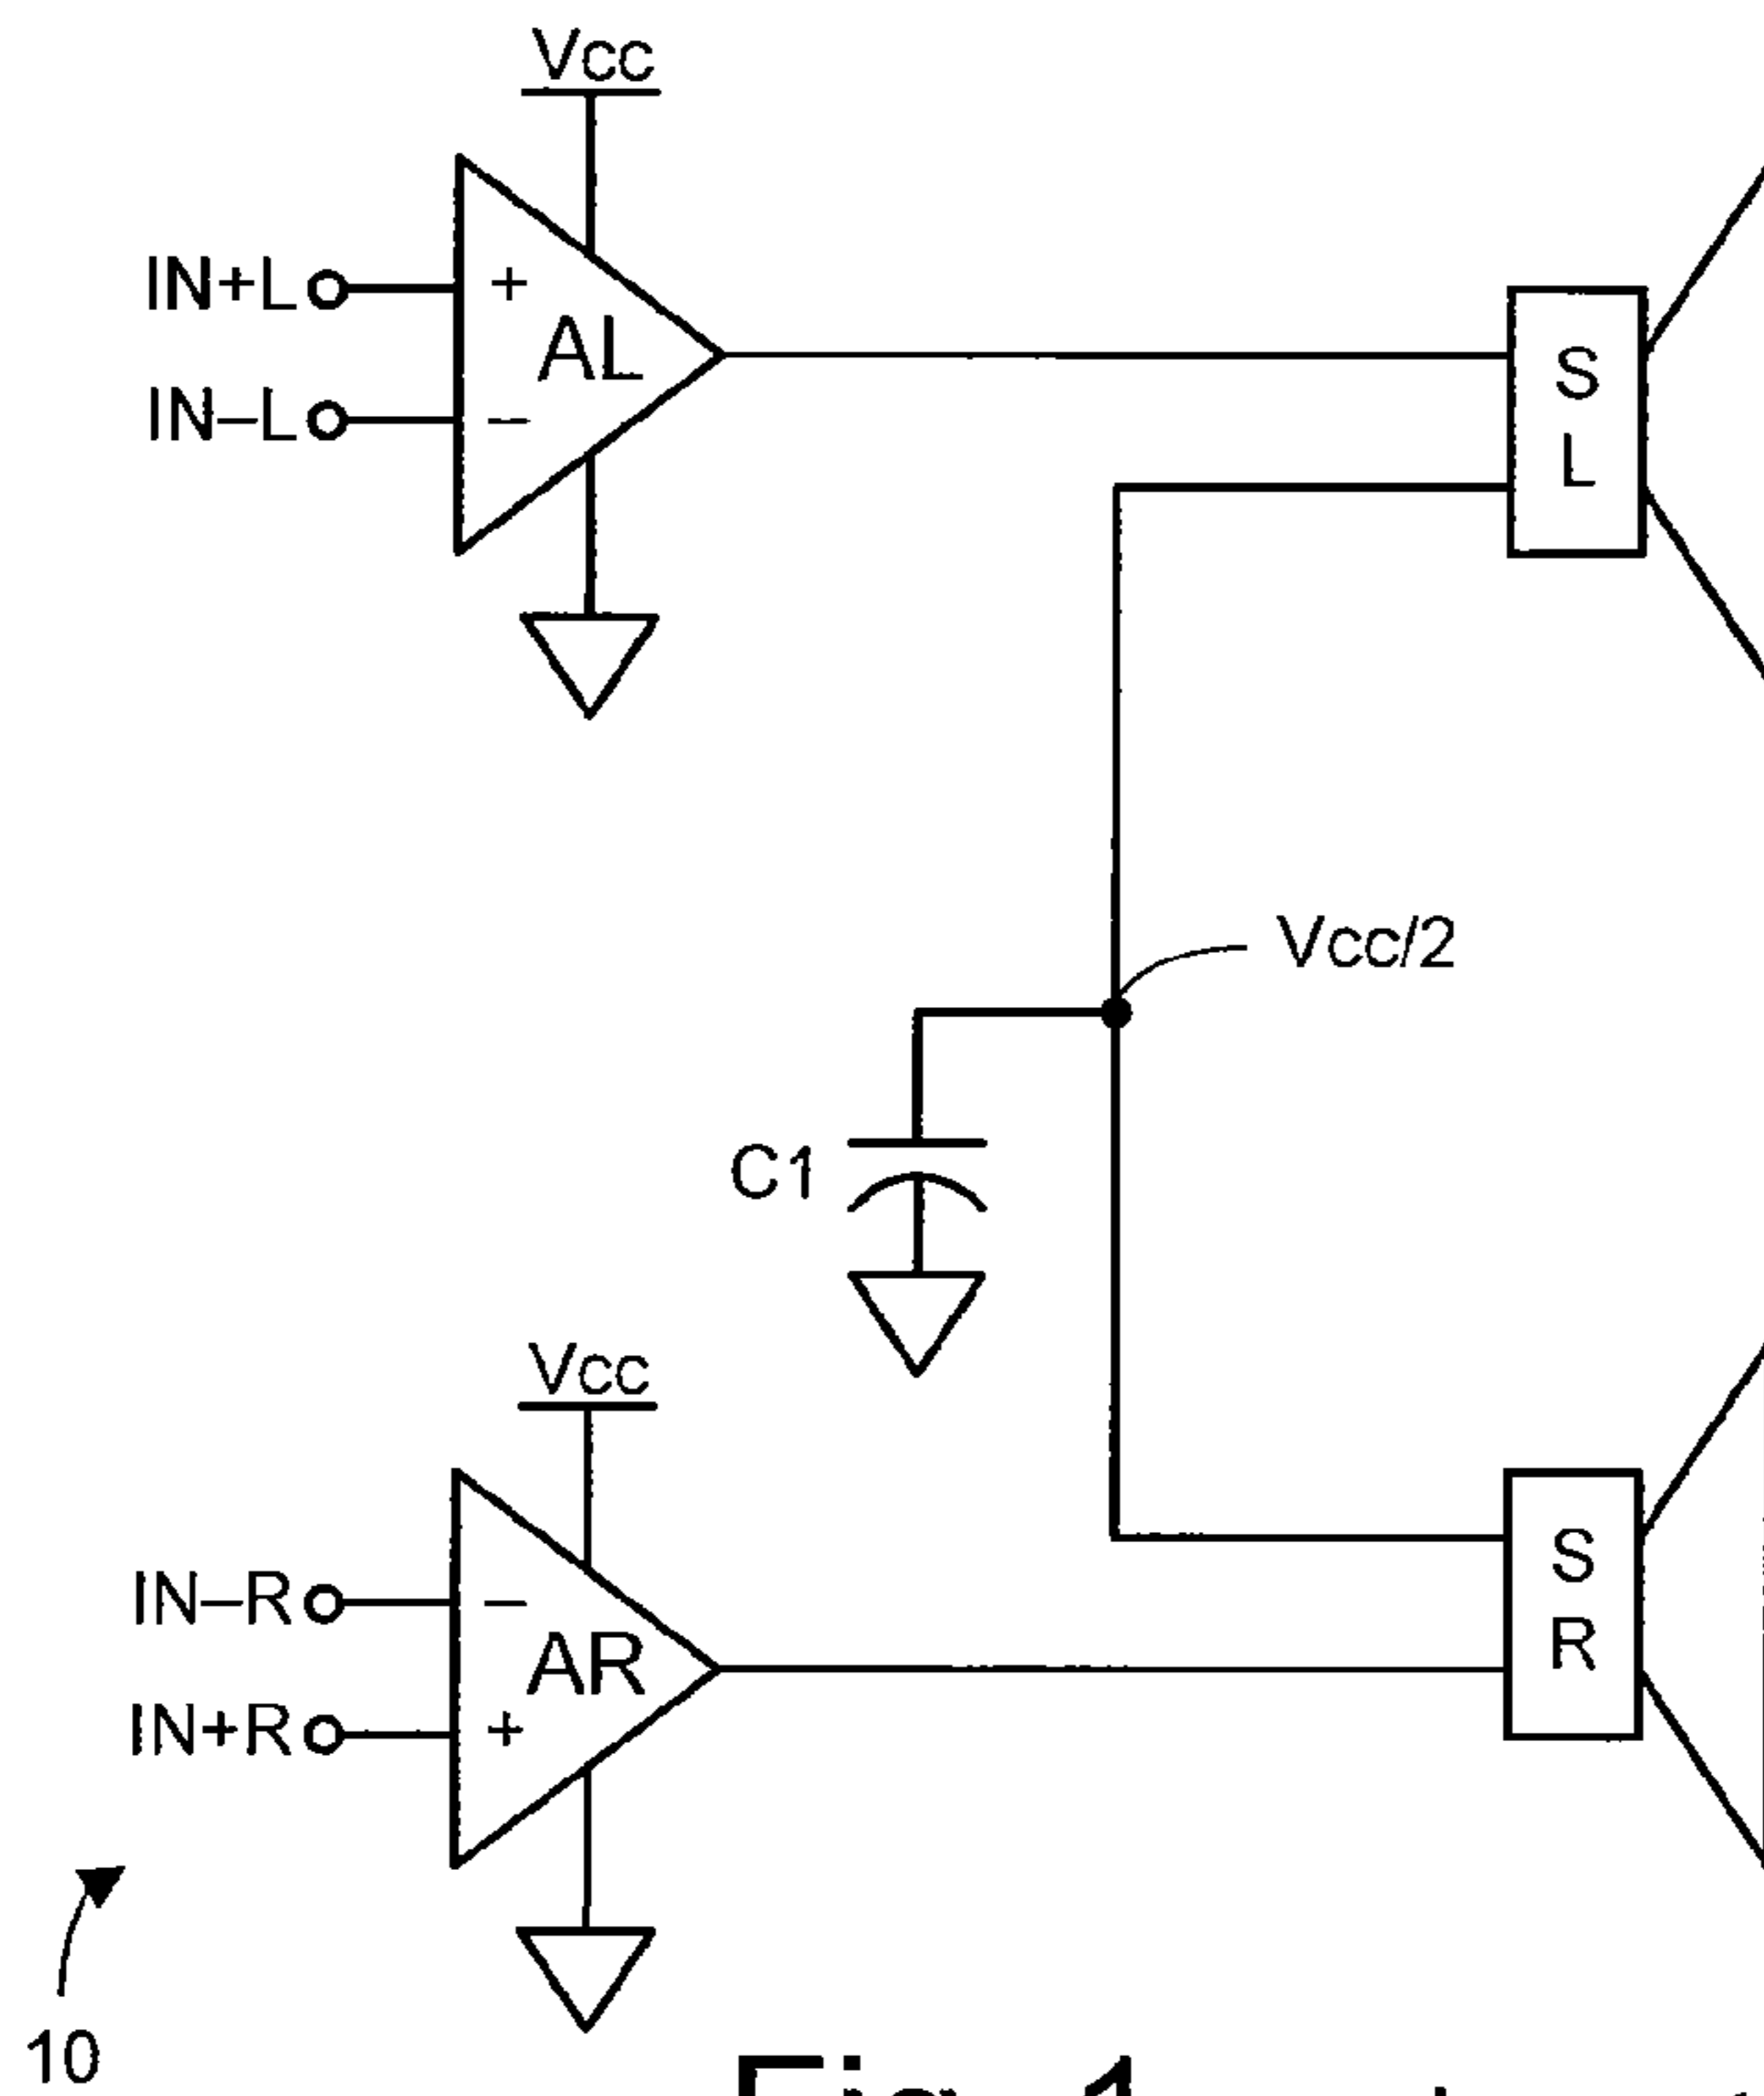 Vcc
IN+L
+
AL
IN–L
–
S
L
Vcc/2
C1
Vcc
IN–R
–
AR
IN+R
+
S
R
10